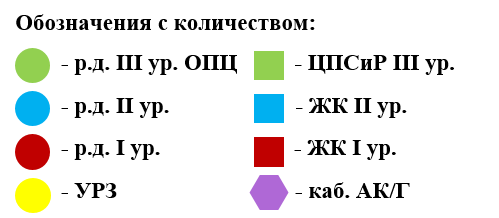 Обозначения с количеством:
- р.д. III ур. ОПЦ
- ЦПСиР III ур.
- р.д. II ур.
- ЖК II ур.
- р.д. I ур.
- ЖК I ур.
- УРЗ
- каб. АК/Г